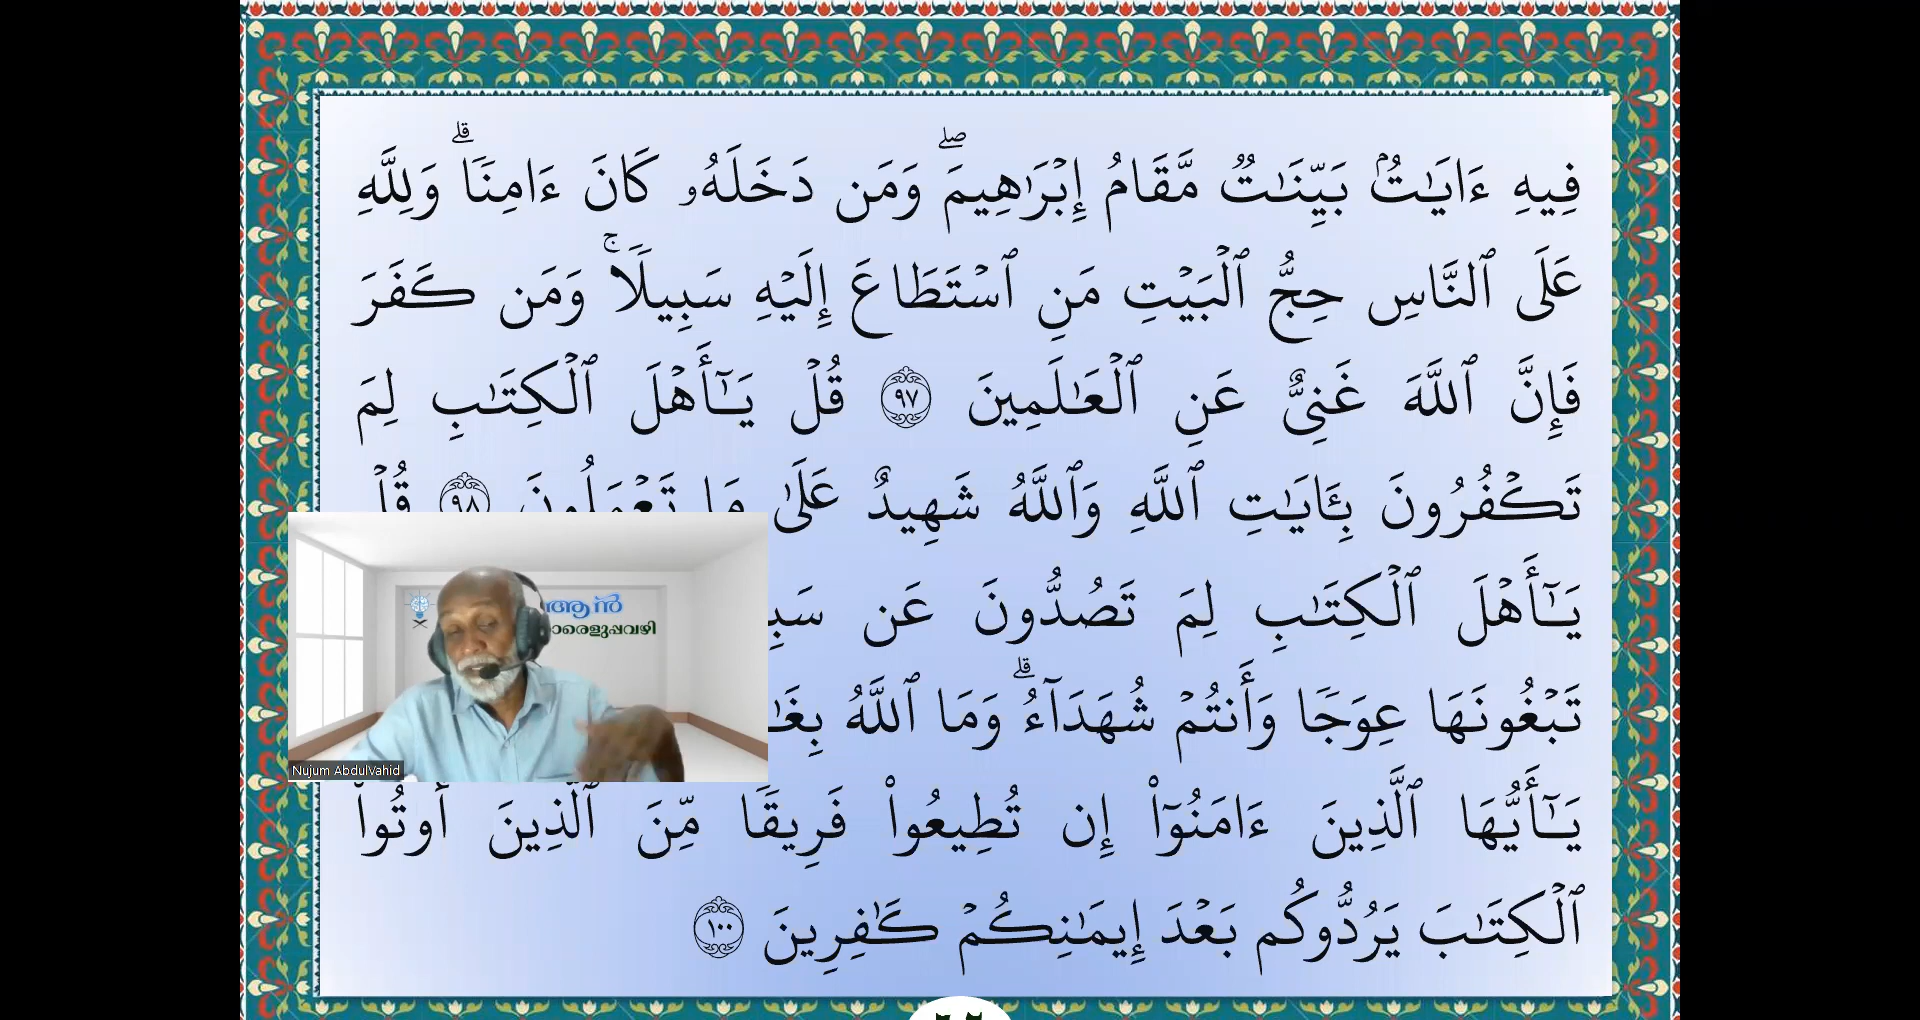 فِيهِ ءَايَٰتُۢ بَيِّنَٰتٌ مَّقَامُ إِبْرَٰهِيمَۖ وَمَن دَخَلَهُۥ كَانَ ءَامِنًاۗ وَلِلَّهِ
عَلَى ٱلنَّاسِ حِجُّ ٱلْبَيْتِ مَنِ ٱسْتَطَاعَ إِلَيْهِ سَبِيلًاۚ وَمَن كَفَرَ
فَإِنَّ ٱللَّهَ غَنِىٌّ عَنِ ٱلْعَٰلَمِينَ ٩٧ قُلْ يَٰٓأَهْلَ ٱلْكِتَٰبِ لِمَ
تَكْفُرُونَ بِـَٔايَٰتِ ٱللَّهِ وَٱللَّهُ شَهِيدٌ عَلَىٰ مَا تَعْمَلُونَ ٩٨ قُلْ
يَٰٓأَهْلَ ٱلْكِتَٰبِ لِمَ تَصُدُّونَ عَن
تَبْغُونَهَا عِوَجًا وَأَنتُمْ شُهَدَآءُۗ وَمَا ٱللَّهُ
يَٰٓأَيُّهَا ٱلَّذِينَ ءَامَنُوٓا۟ إِن تُطِيعُوا۟ فَرِيقًا مِّنَ ٱلَّذِينَ أُوتُوا۟
ٱلْكِتَٰبَ يَرُدُّوكُم بَعْدَ إِيمَٰنِكُمْ كَٰفِرِينَ ١٠٠
Nujum AbdulVahid